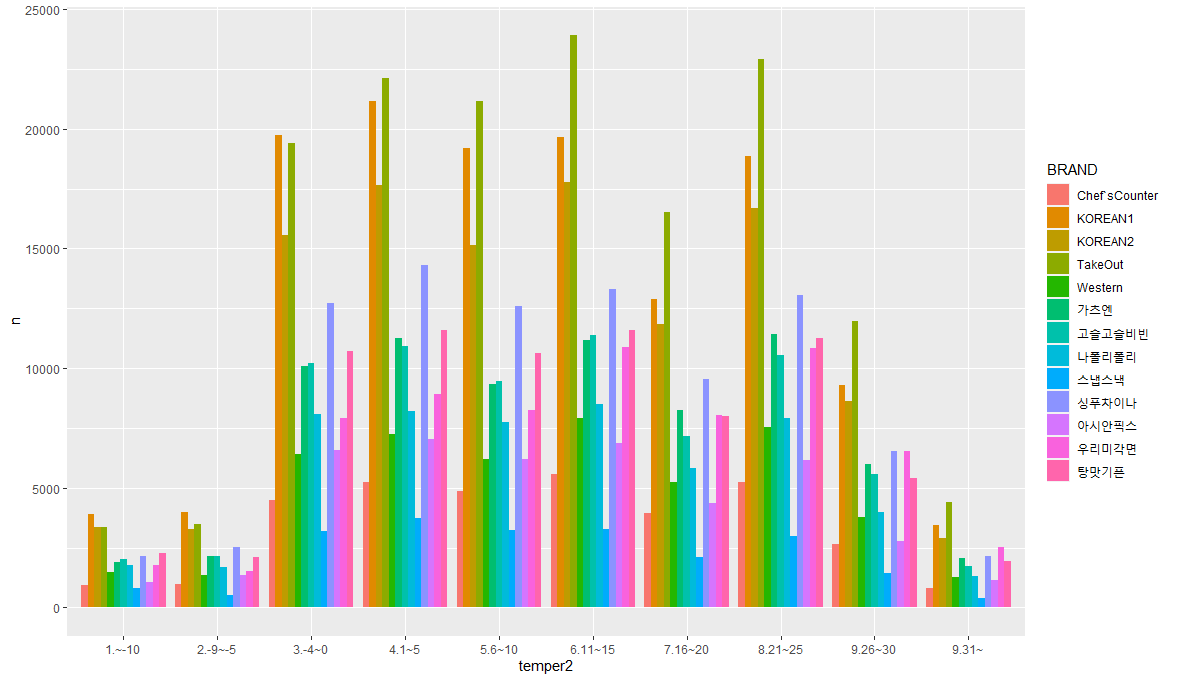 25000
20000
15000
10000
5000
0
n
1.~-10
2.-9~-5
3.-4~0
4.1~5
5.6~10
6.11~15
7.16~20
8.21~25
9.26~30
9.31~
temper2
BRAND
Chef`sCounter
KOREAN1
KOREAN2
TakeOut
Western
가츠엔
고슬고슬비빈
나폴리폴리
스냅스낵
싱푸차이나
아시안픽스
우리미각면
탕맛기픈